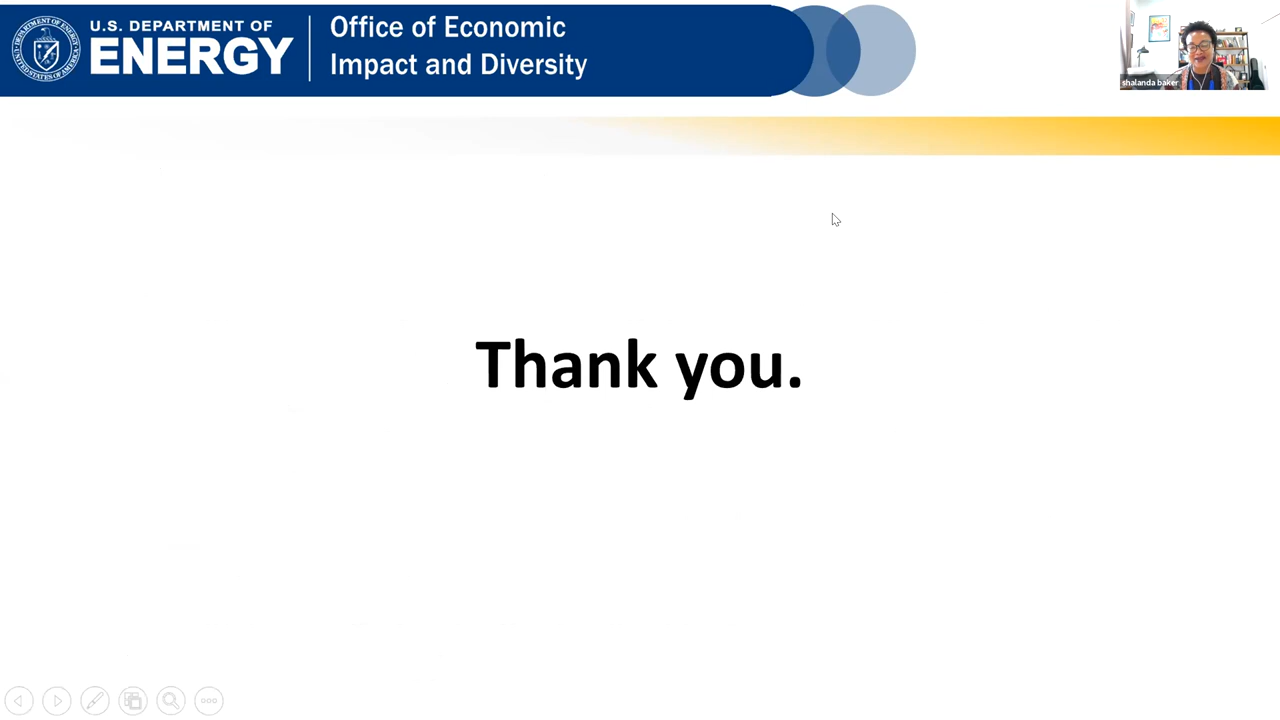 U.S. DEPARTMENT OF
ENERGY
Office of Economic
Impact and Diversity
shalanda baker
Thank you.